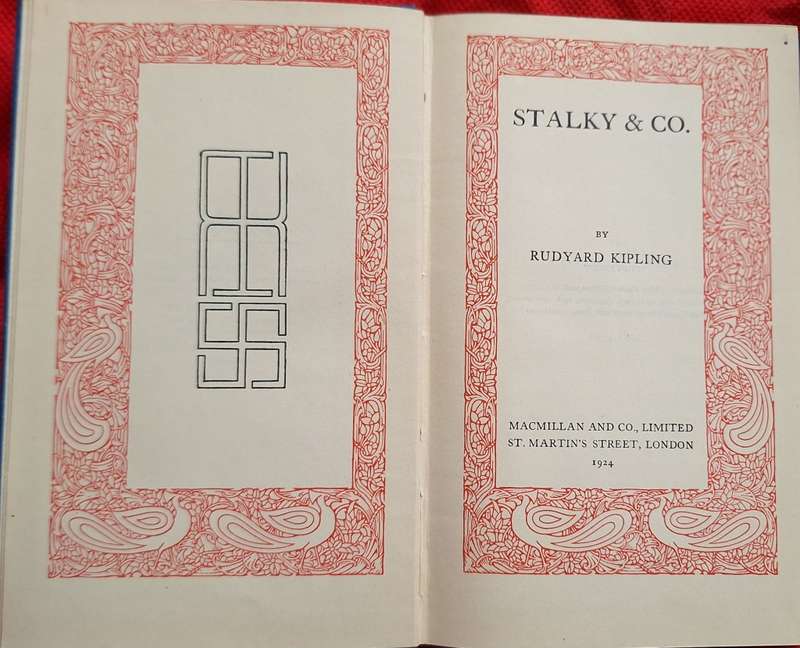 STALKY & CO.
BY
RUDYARD KIPLING
MACMILLAN AND CO., LIMITED
ST. MARTIN'S STREET, LONDON
1924